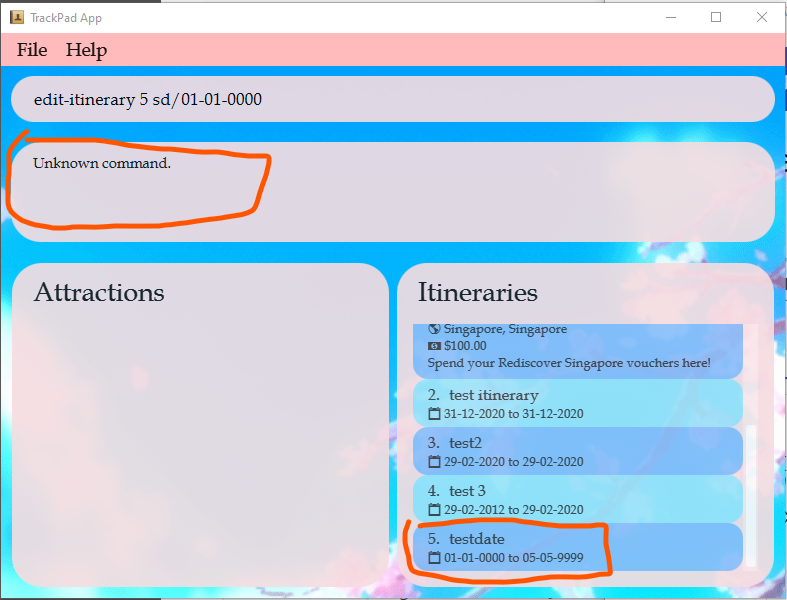 TrackPad App
File Help
edit-itinerary 5 sd/01-01-0000
Unknown command.
Attractions
Itineraries
Singapore, Singapore
$100.00
Spend your Rediscover Singapore vouchers here!
2. test itinerary
31-12-2020 to 31-12-2020
3. test2
29-02-2020 to 29-02-2020
4. test 3
29-02-2012 to 29-02-2020
5. testdate
01-01-0000 to 05-05-9999